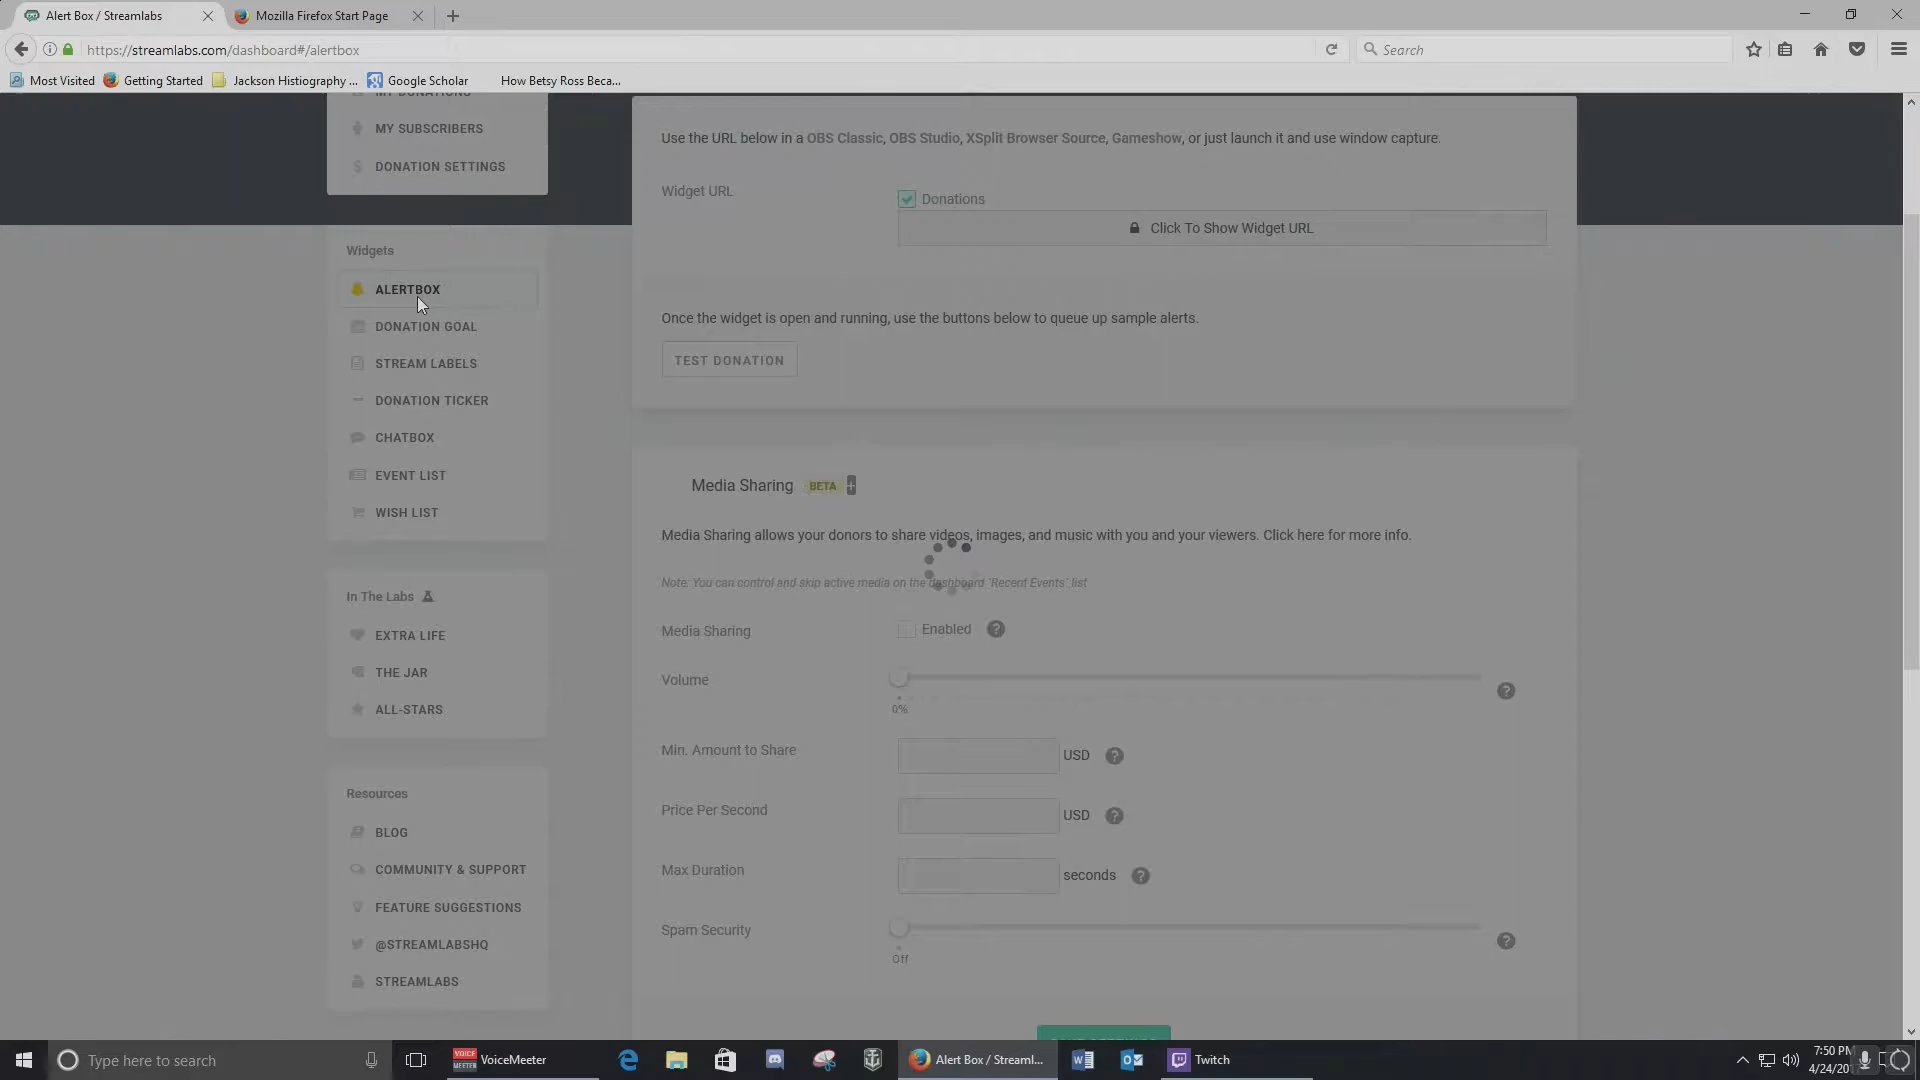 Alert Box / Streamlabs
Mozilla Firefox Start Page
https://streamlabs.com/dashboard#/alertbox
Search
Most Visited
Getting Started
Jackson Histiography ...
Google Scholar
How Betsy Ross Beca...
MY DONATIONS
MY SUBSCRIBERS
DONATION SETTINGS
Widgets
ALERTBOX
DONATION GOAL
STREAM LABELS
DONATION TICKER
CHATBOX
EVENT LIST
WISH LIST
In The Labs
EXTRA LIFE
THE JAR
ALL-STARS
Resources
BLOG
COMMUNITY & SUPPORT
FEATURE SUGGESTIONS
@STREAMLABSHQ
STREAMLABS
Use the URL below in a OBS Classic, OBS Studio, XSplit Browser Source, Gameshow, or just launch it and use window capture.
Widget URL
Donations
Click To Show Widget URL
Once the widget is open and running, use the buttons below to queue up sample alerts.
TEST DONATION
Media Sharing BETA +
Media Sharing allows your donors to share videos, images, and music with you and your viewers. Click here for more info.
Note: You can control and skip active media on the dashboard `Recent Events` list
Media Sharing
Enabled
Volume
0%
Min. Amount to Share
USD
Price Per Second
USD
Max Duration
seconds
Spam Security
Off
Type here to search
VOICE MEETER
VoiceMeeter
Alert Box / Streaml...
Twitch
7:50 PM